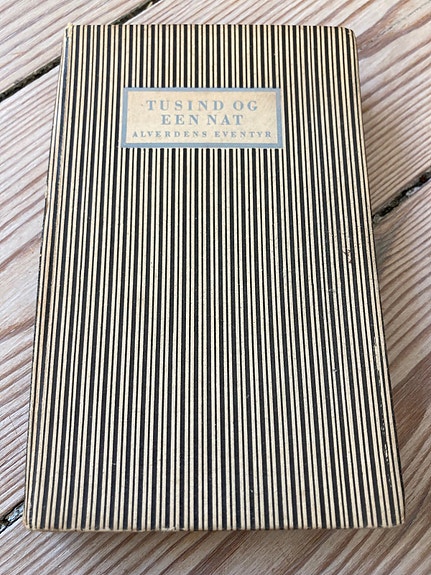 TUSIND OG
EEN NAT
ALVERDENS EVENTYR